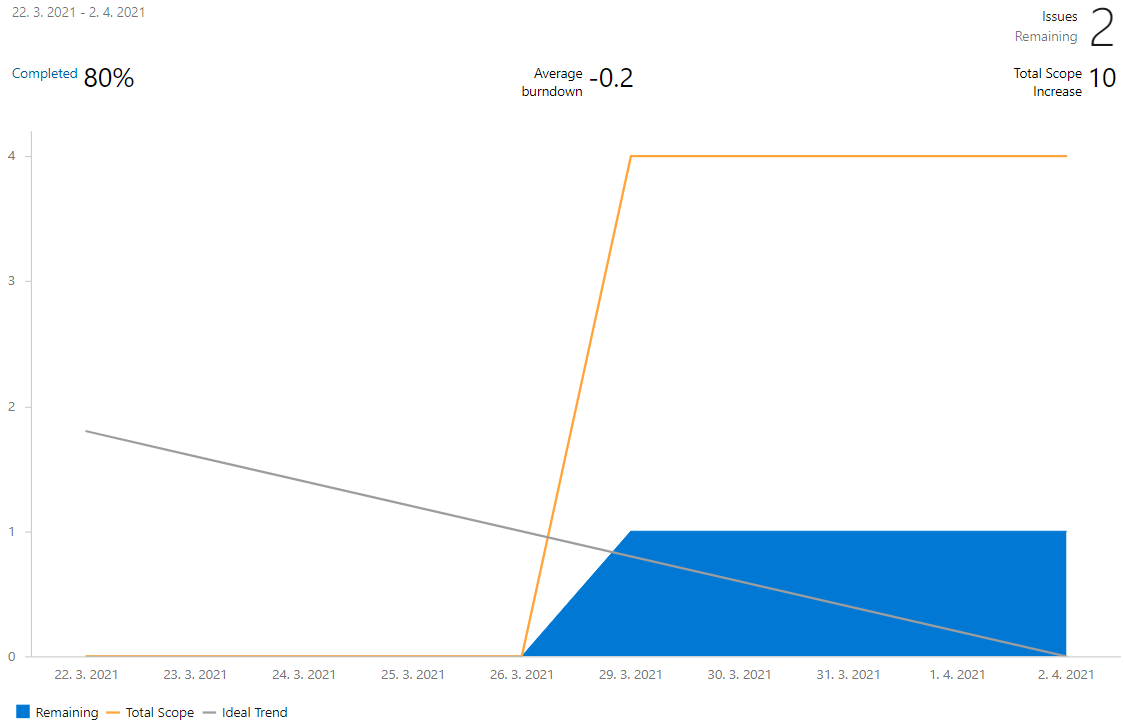 22. 3. 2021 - 2. 4. 2021
Issues
Remaining
2
Completed 80%
Average
burndown
-0.2
Total Scope
Increase
10
4
3
2
1
0
22. 3. 2021 23. 3. 2021 24. 3. 2021 25. 3. 2021 26. 3. 2021 29. 3. 2021 30. 3. 2021 31. 3. 2021 1. 4. 2021 2. 4. 2021
Remaining Total Scope Ideal Trend